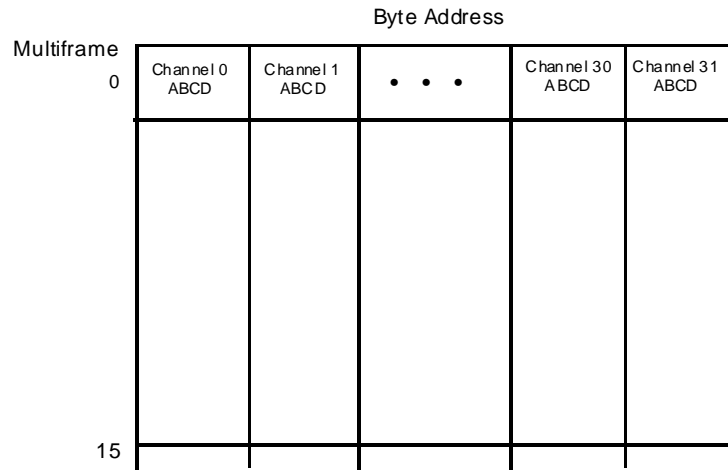 Byte Address
Multiframe
0
Channel 0
ABCD
Channel 1
ABCD
• • •
Channel 30
ABCD
Channel 31
ABCD
15